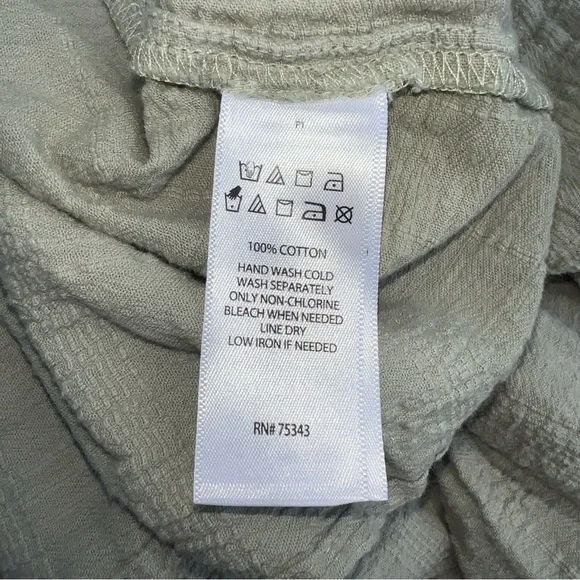 P1
100% COTTON
HAND WASH COLD
WASH SEPARATELY
ONLY NON-CHLORINE
BLEACH WHEN NEEDED
LINE DRY
LOW IRON IF NEEDED
RN# 75343